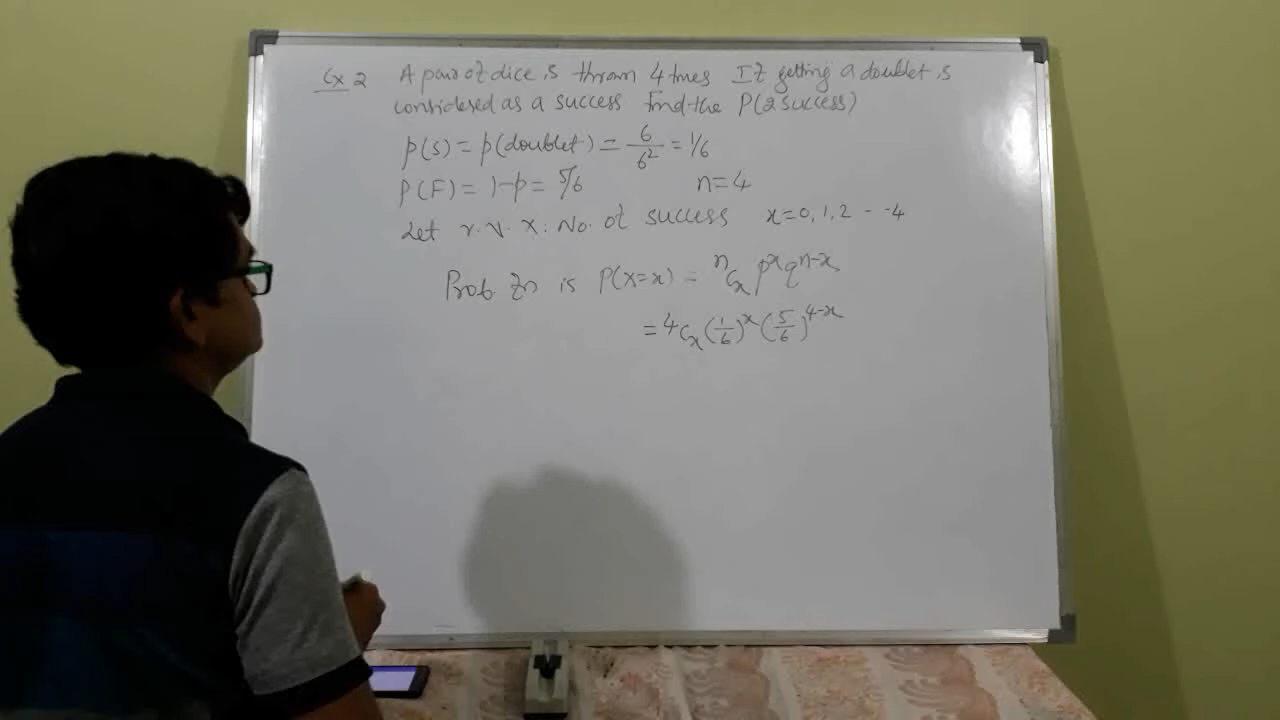 Ex 2 A pair of dice is thrown 4 times If getting a doublet is
considered as a success Find the P(2 success)
P(S) = P(doublet) = 6/6² = 1/6
P(F) = 1-p = 5/6 n=4
Let r.v. X: No. of success x=0,1,2 - -4
Prob fn is P(X=x) = ⁿCₓ pˣ qⁿ⁻ˣ
= ⁴Cₓ (1/6)ˣ (5/6)⁴⁻ˣ